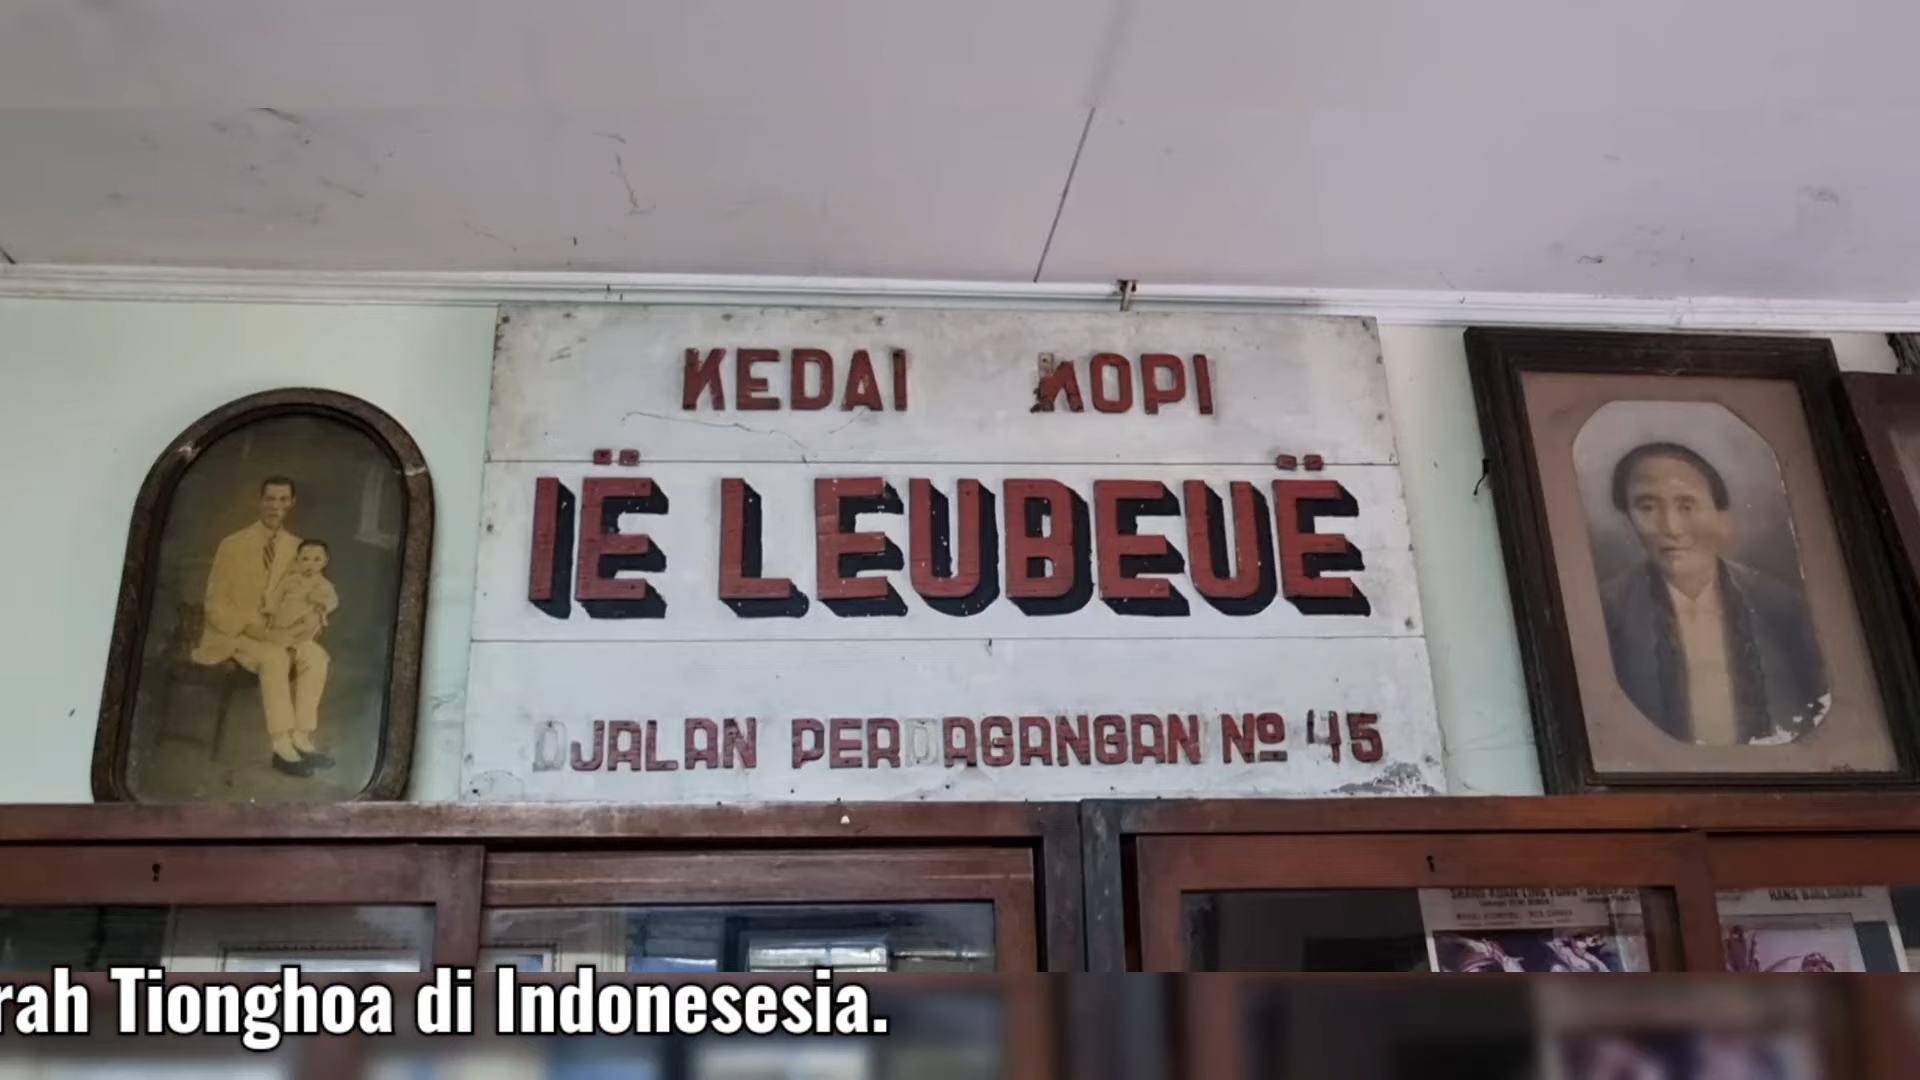 KEDAI KOPI
IË LEUBEUË
DJALAN PERDAGANGAN Nº 45
rah Tionghoa di Indonesesia.